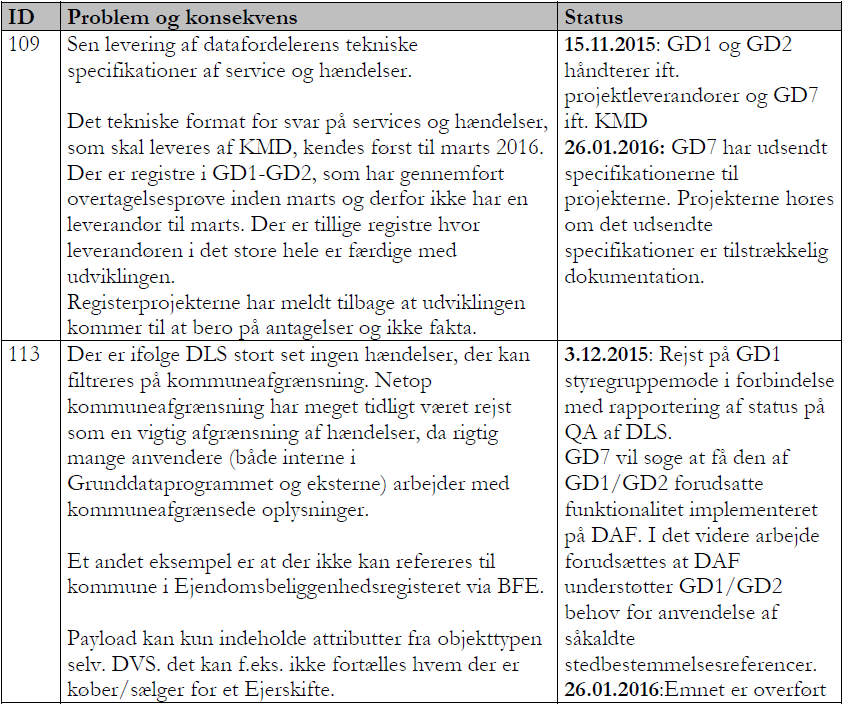 ID
Problem og konsekvens
Status
109
Sen levering af datafordelerens tekniske
specifikationer af service og hændelser.
Det tekniske format for svar på services og hændelser,
som skal leveres af KMD, kendes først til marts 2016.
Der er registre i GD1-GD2, som har gennemført
overtagelsesprøve inden marts og derfor ikke har en
leverandør til marts. Der er tillige registre hvor
leverandøren i det store hele er færdige med
udviklingen.
Registerprojekterne har meldt tilbage at udviklingen
kommer til at bero på antagelser og ikke fakta.
15.11.2015: GD1 og GD2
håndterer ift.
projektleverandører og GD7
ift. KMD
26.01.2016: GD7 har udsendt
specifikationerne til
projekterne. Projekterne høres
om det udsendte
specifikationer er tilstrækkelig
dokumentation.
113
Der er ifølge DLS stort set ingen hændelser, der kan
filtreres på kommuneafgrænsning. Netop
kommuneafgrænsning har meget tidligt været rejst
som en vigtig afgrænsning af hændelser, da rigtig
mange anvendere (både interne i
Grunddataprogrammet og eksterne) arbejder med
kommuneafgrænsede oplysninger.
Et andet eksempel er at der ikke kan refereres til
kommune i Ejendomsbeliggenhedsregisteret via BFE.
Payload kan kun indeholde attributter fra objekttypen
selv. DVS. det kan f.eks. ikke fortælles hvem der er
køber/sælger for et Ejerskifte.
3.12.2015: Rejst på GD1
styregruppemøde i forbindelse
med rapportering af status på
QA af DLS.
GD7 vil søge at få den af
GD1/GD2 forudsatte
funktionalitet implementeret
på DAF. I det videre arbejde
forudsættes at DAF
understøtter GD1/GD2
behov for anvendelse af
såkaldte
stedbestemmelsesreferencer.
26.01.2016:Emnet er overført